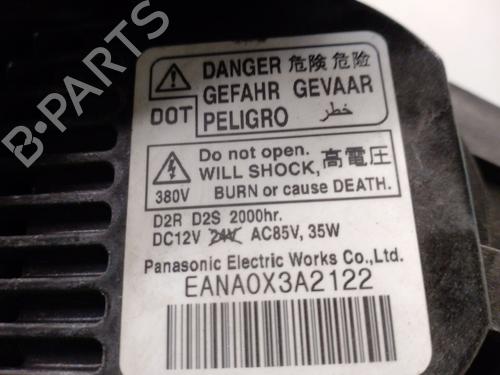 DANGER 危険 危险
GEFAHR GEVAAR
DOT PELIGRO خطر
Do not open.
WILL SHOCK, 高電圧
380V BURN or cause DEATH.
D2R D2S 2000hr.
DC12V 24V AC85V, 35W
Panasonic Electric Works Co.,Ltd.
EANA0X3A2122
B-PARTS